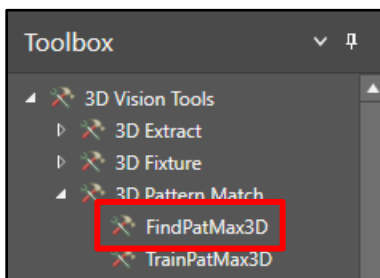 Toolbox
3D Vision Tools
3D Extract
3D Fixture
3D Pattern Match
FindPatMax3D
TrainPatMax3D